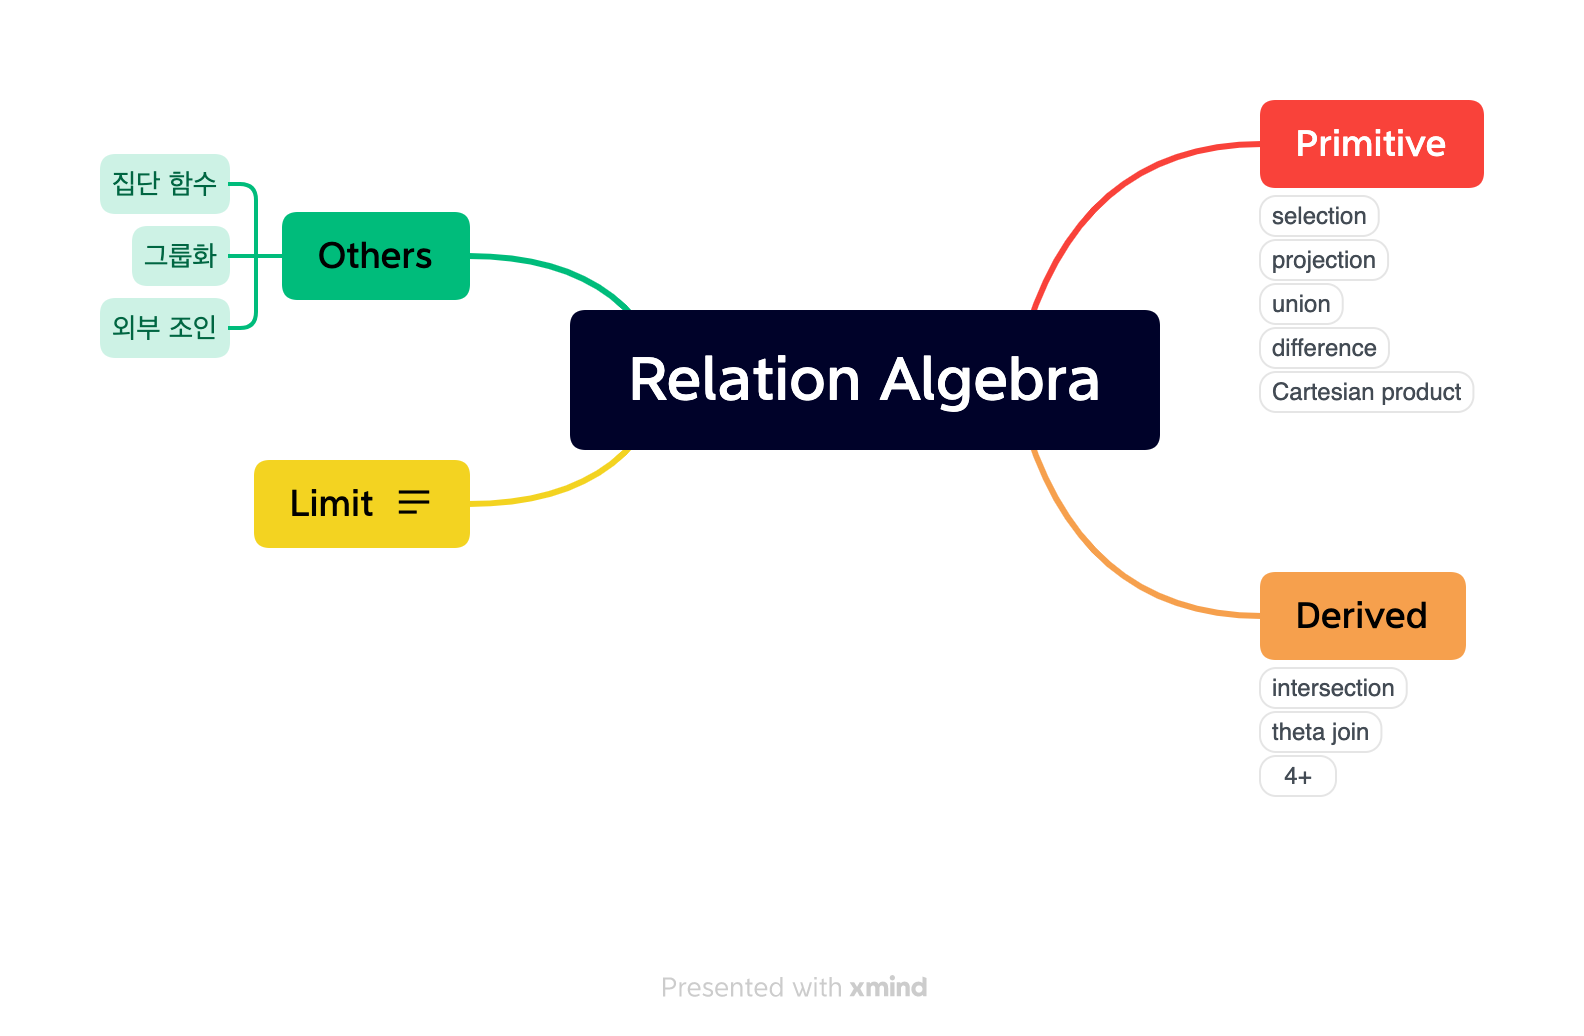 Relation Algebra
Primitive
selection
projection
union
difference
Cartesian product
Derived
intersection
theta join
4+
Others
집단 함수
그룹화
외부 조인
Limit
Presented with xmind